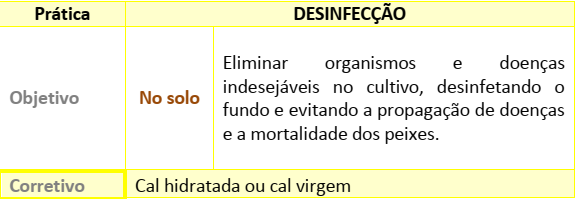 Prática DESINFECÇÃO
Eliminar organismos e doenças
indesejáveis no cultivo, desinfetando o
Objetivo No solo
fundo e evitando a propagação de doenças
e a mortalidade dos peixes.
Corretivo Cal hidratada ou cal virgem